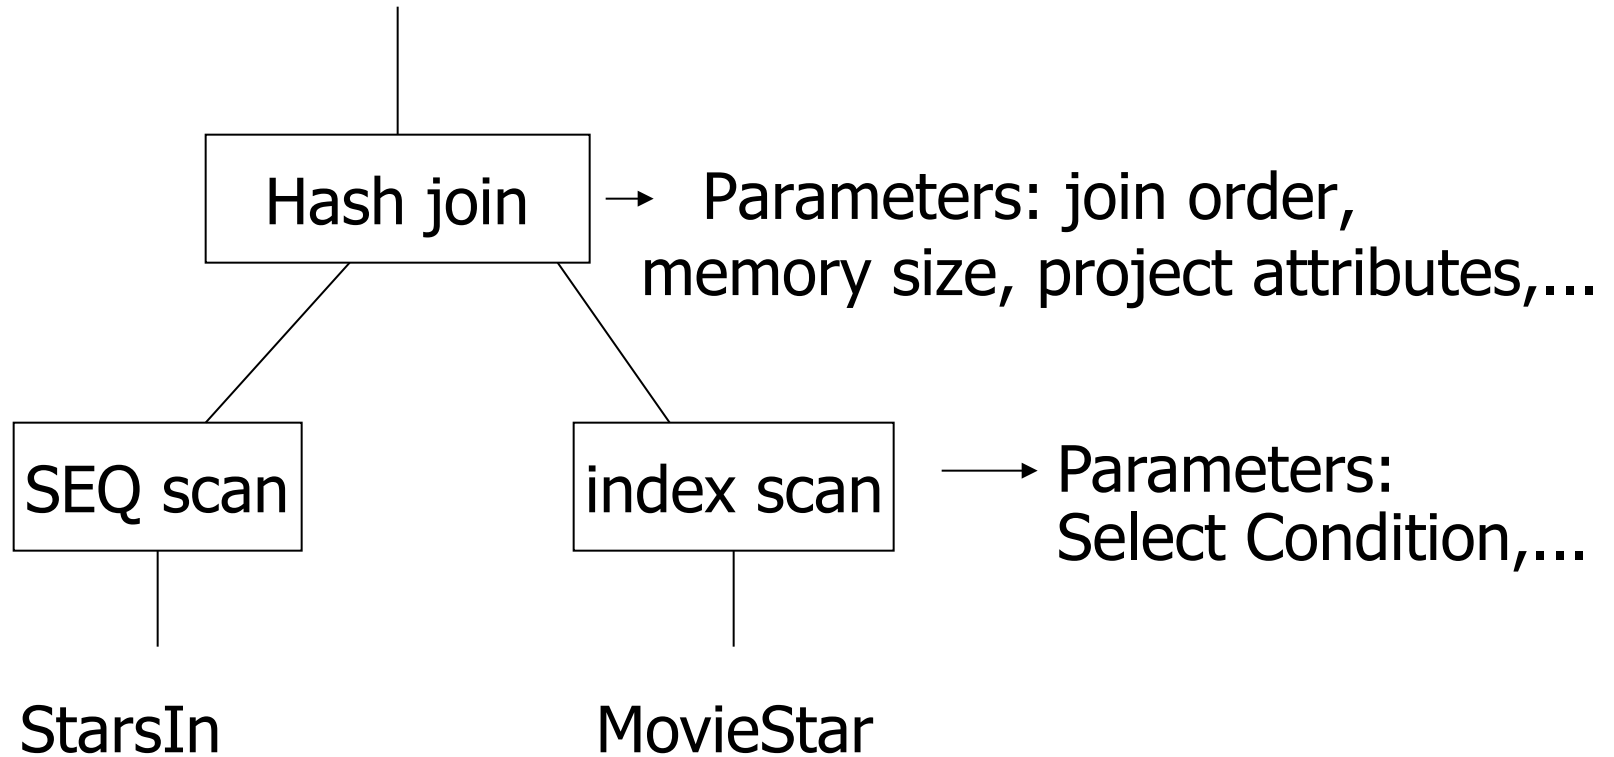 Hash join
Parameters: join order,
memory size, project attributes,...
SEQ scan
index scan
Parameters:
Select Condition,...
StarsIn
MovieStar